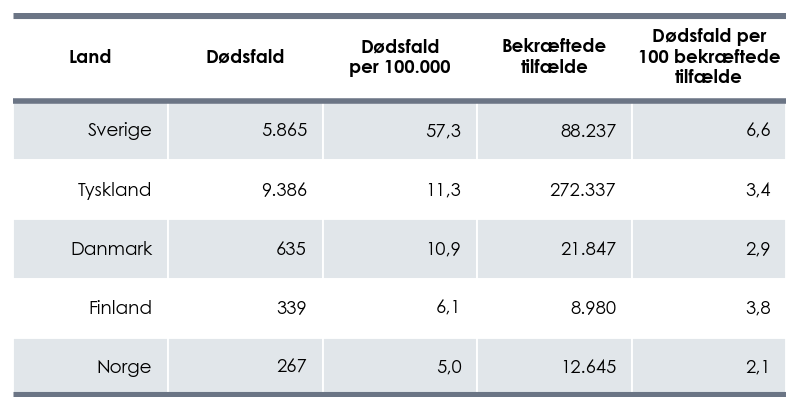 Land Dødsfald Dødsfald per 100.000 Bekræftede tilfælde Dødsfald per 100 bekræftede tilfælde
Sverige 5.865 57,3 88.237 6,6
Tyskland 9.386 11,3 272.337 3,4
Danmark 635 10,9 21.847 2,9
Finland 339 6,1 8.980 3,8
Norge 267 5,0 12.645 2,1